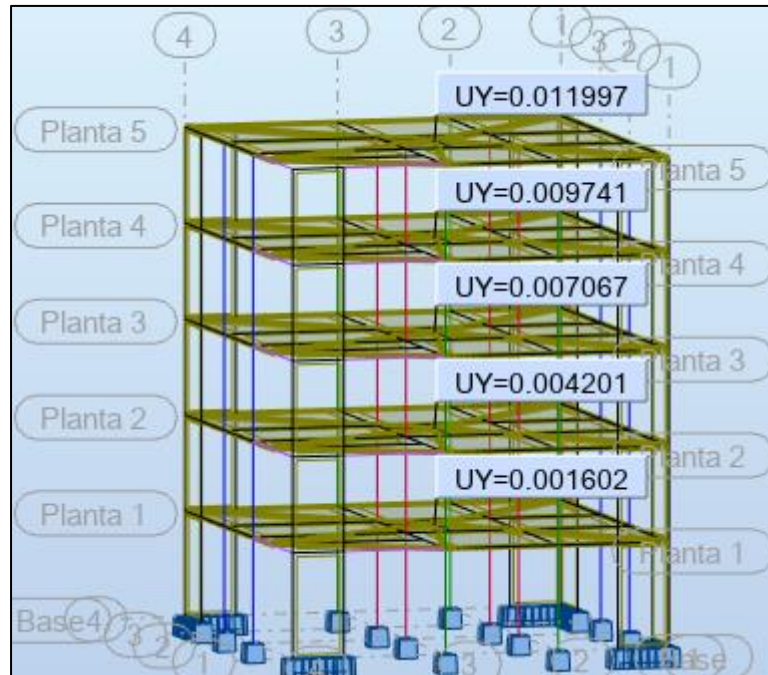 4 3 2 1 3 2 1
UY=0.011997
Planta 5
Planta 5
UY=0.009741
Planta 4
Planta 4
UY=0.007067
Planta 3
Planta 3
UY=0.004201
Planta 2
Planta 2
UY=0.001602
Planta 1
Planta 1
Base 4 3 2 1
3 2 1 Base